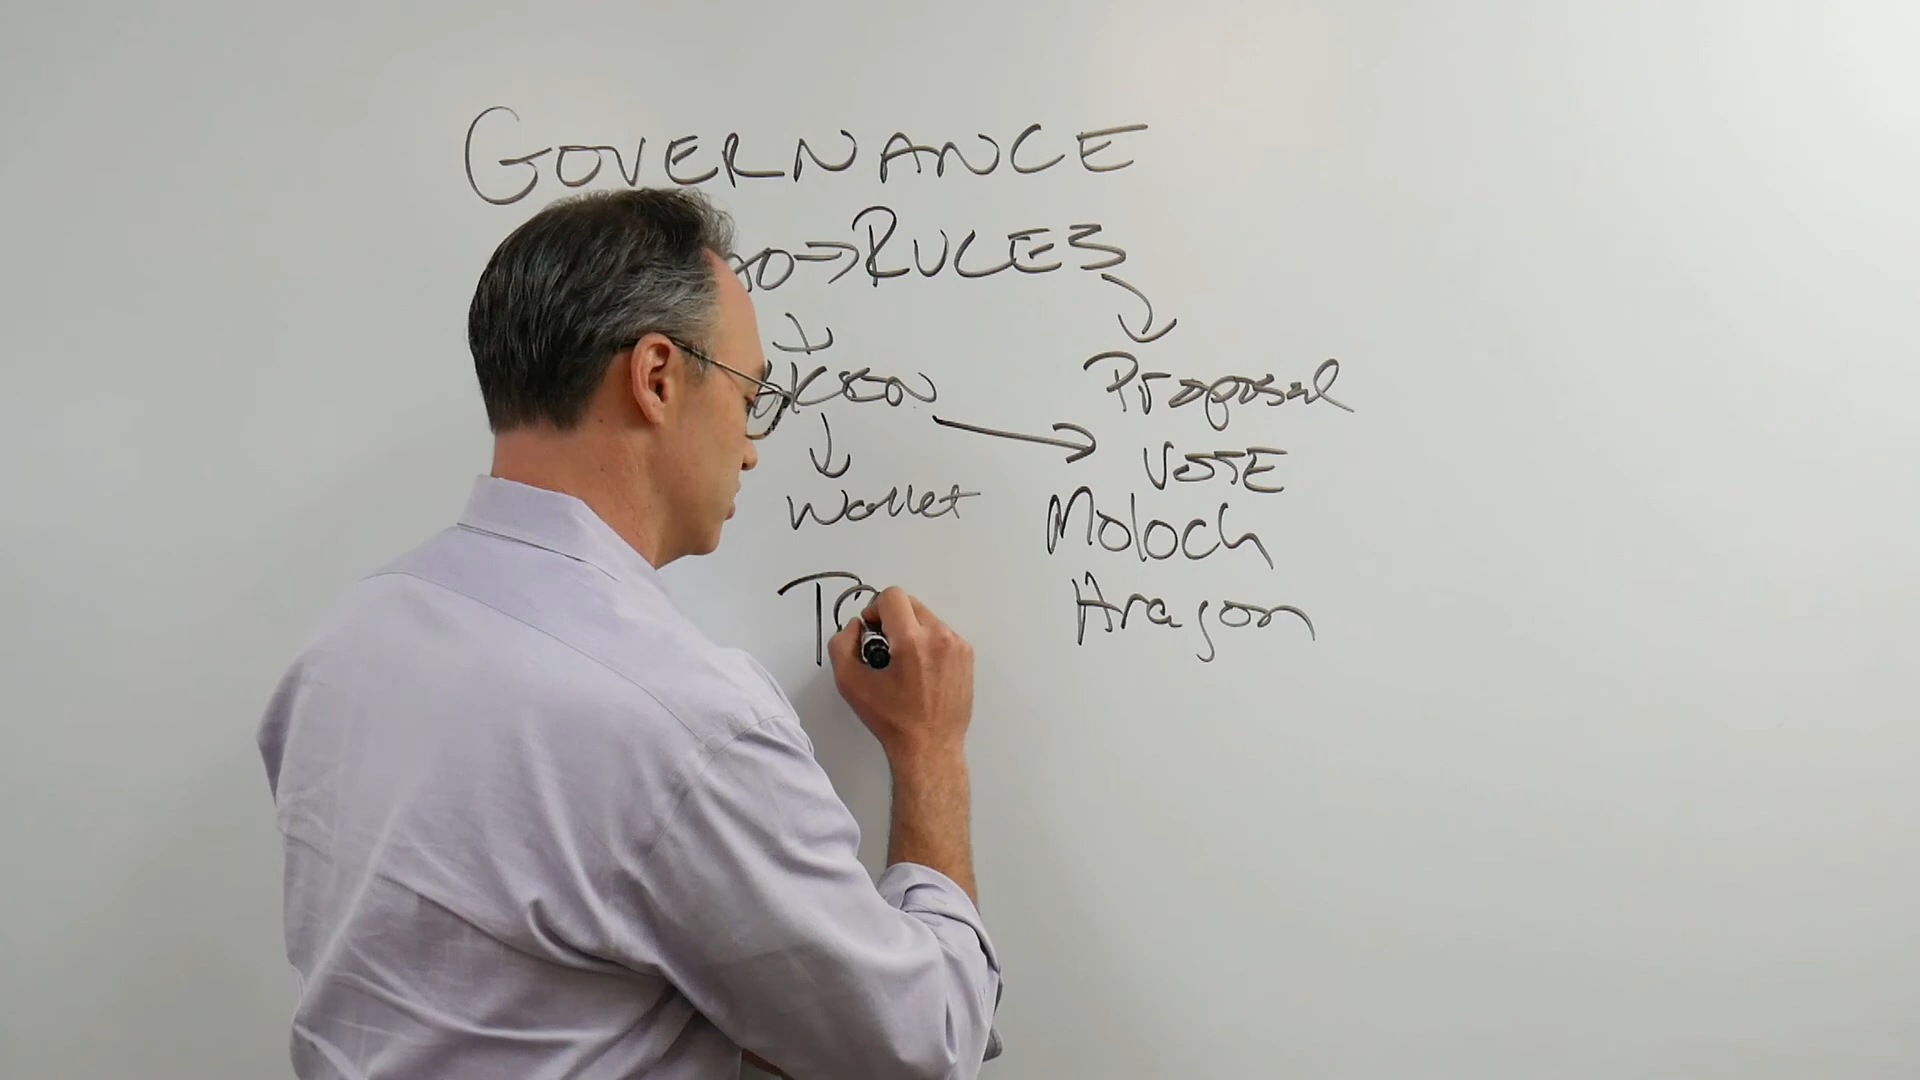 GOVERNANCE
→RULES
Proposal
VOTE
Wallet
Moloch
Aragon